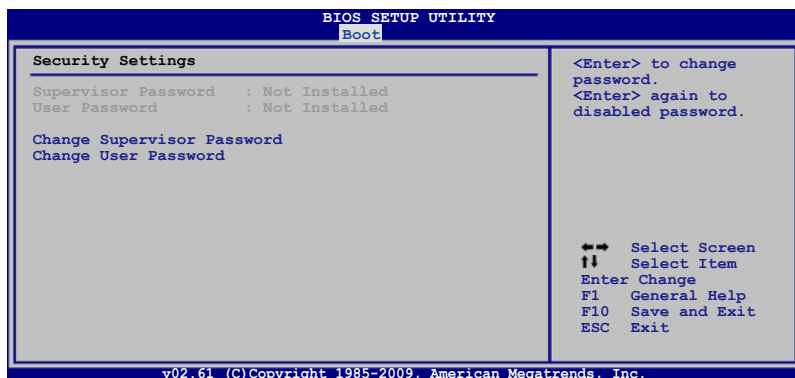 BIOS SETUP UTILITY
Boot
Security Settings
Supervisor Password : Not Installed
User Password : Not Installed
Change Supervisor Password
Change User Password
<Enter> to change
password.
<Enter> again to
disabled password.
←→ Select Screen
↑↓ Select Item
Enter Change
F1 General Help
F10 Save and Exit
ESC Exit
v02.61 (C)Copyright 1985-2009, American Megatrends, Inc.